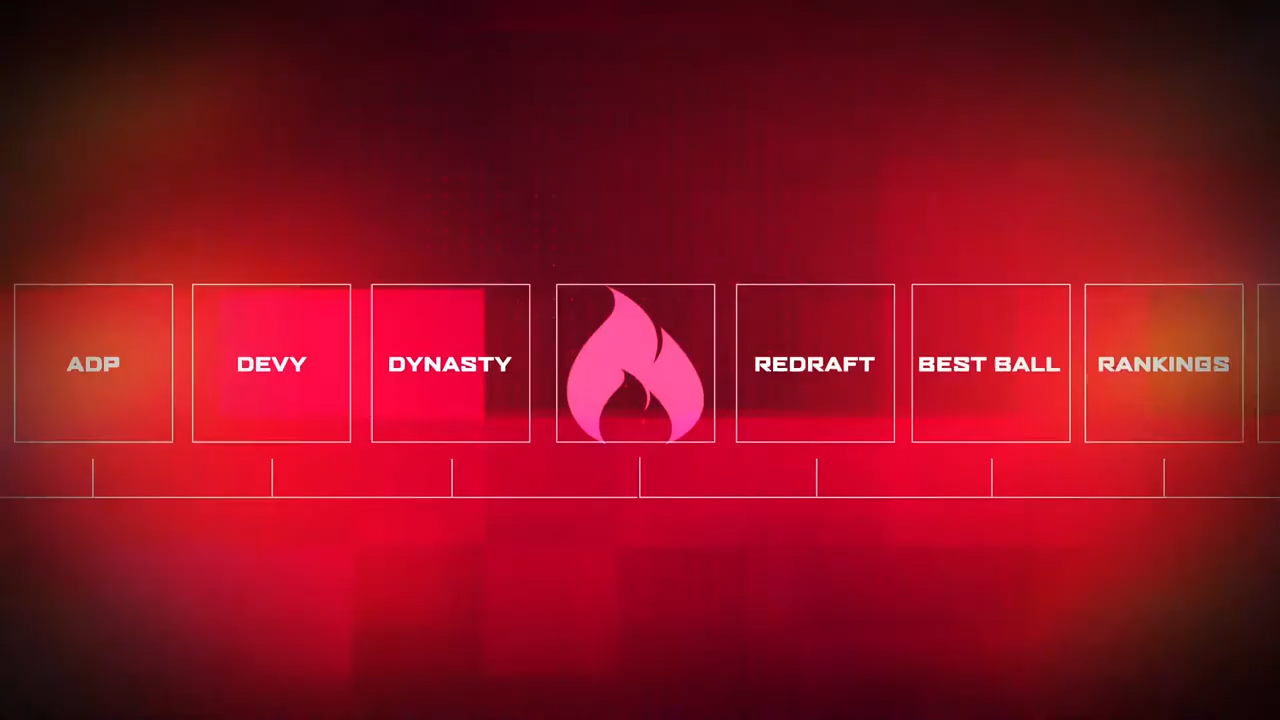 ADP
DEVY
DYNASTY
REDRAFT
BEST BALL
RANKINGS